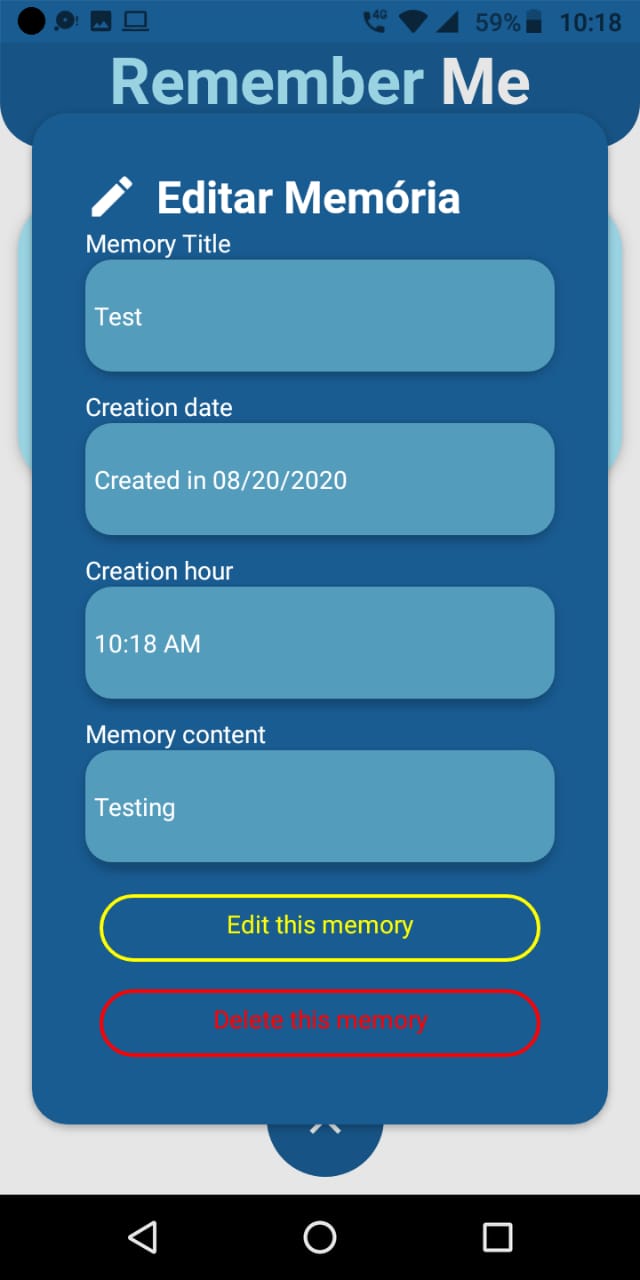 4G 59% 10:18
Remember Me
Editar Memória
Memory Title
Test
Creation date
Created in 08/20/2020
Creation hour
10:18 AM
Memory content
Testing
Edit this memory
Delete this memory